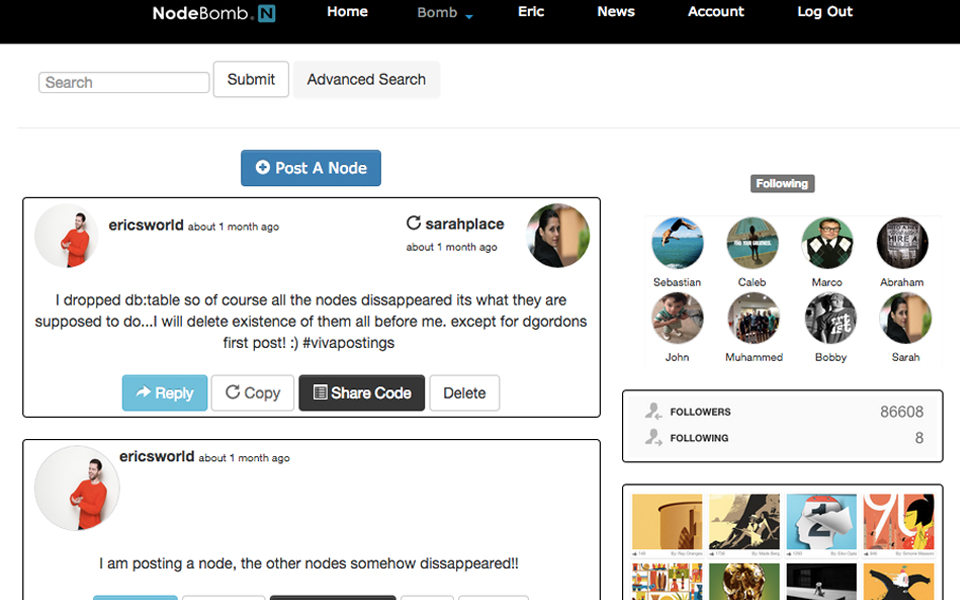 NodeBomb. N Home Bomb Eric News Account Log Out
Search Submit Advanced Search
Post A Node
ericsworld about 1 month ago
sarahplace
about 1 month ago
I dropped db:table so of course all the nodes dissappeared its what they are
supposed to do...I will delete existence of them all before me. except for dgordons
first post! :) #vivapostings
Reply Copy Share Code Delete
ericsworld about 1 month ago
I am posting a node, the other nodes somehow dissappeared!!
Following
HIRE A
Sebastian Caleb Marco Abraham
John Muhammed Bobby Sarah
FOLLOWERS 86608
FOLLOWING 8
2
90